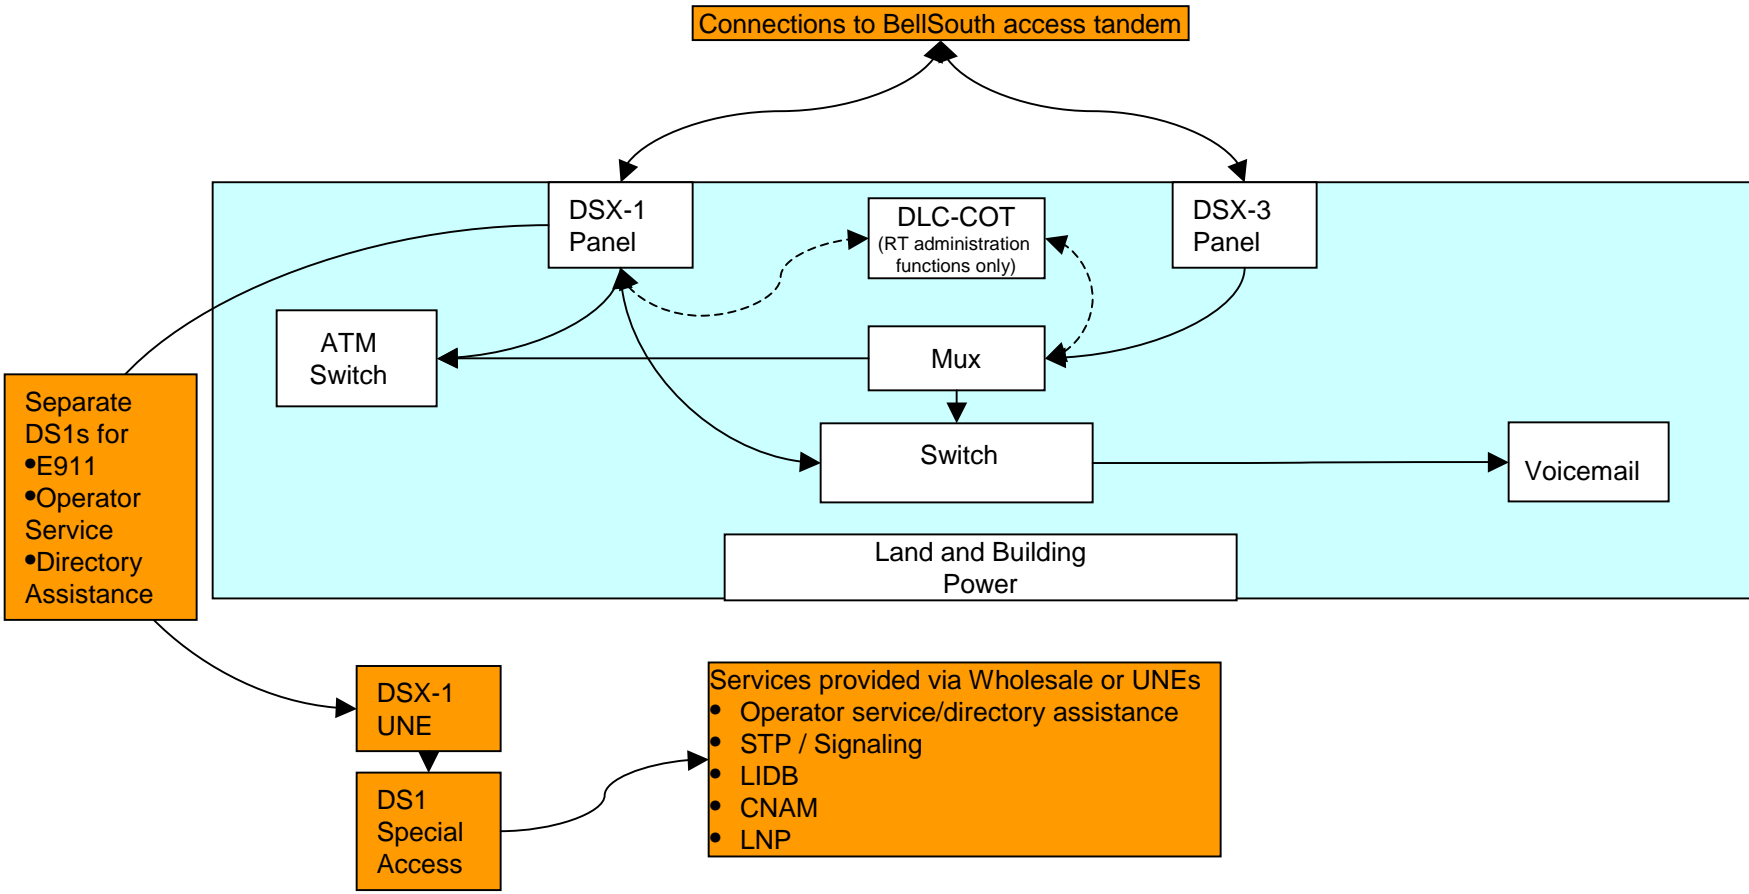 Connections to BellSouth access tandem
DSX-1
Panel
DLC-COT
(RT administration
functions only)
DSX-3
Panel
ATM
Switch
Mux
Switch
Voicemail
Land and Building
Power
Separate
DS1s for
•E911
•Operator
Service
•Directory
Assistance
DSX-1
UNE
DS1
Special
Access
Services provided via Wholesale or UNEs
• Operator service/directory assistance
• STP / Signaling
• LIDB
• CNAM
• LNP